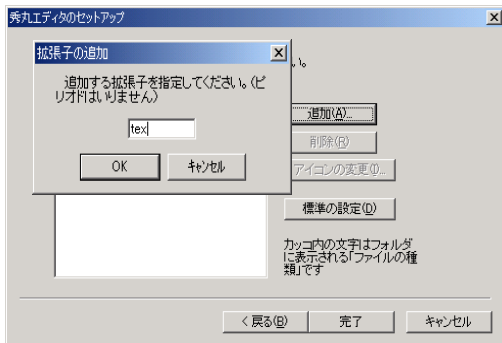 秀丸エディタのセットアップ
拡張子の追加
い。
追加する拡張子を指定してください。(ピ
リオドはいりません)
tex
OK
キャンセル
追加(A)...
削除(R)
アイコンの変更(I)...
標準の設定(D)
カッコ内の文字はフォルダ
に表示される「ファイルの種
類」です
< 戻る(B)
完了
キャンセル